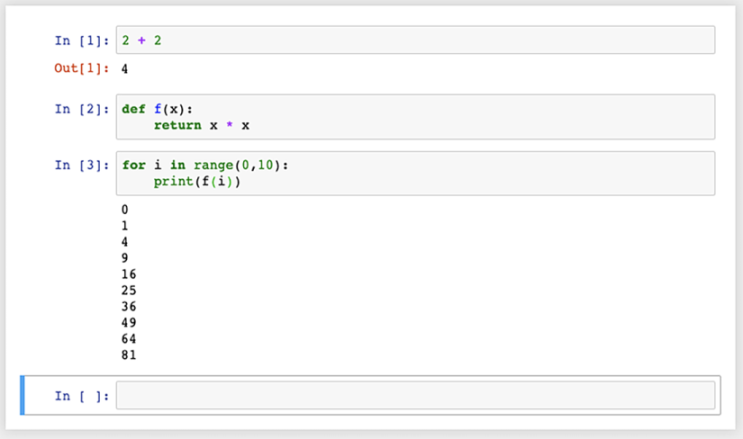 In [1]: 2 + 2
Out[1]: 4
In [2]: def f(x):
    return x * x
In [3]: for i in range(0,10):
    print(f(i))
0
1
4
9
16
25
36
49
64
81
In [ ]: